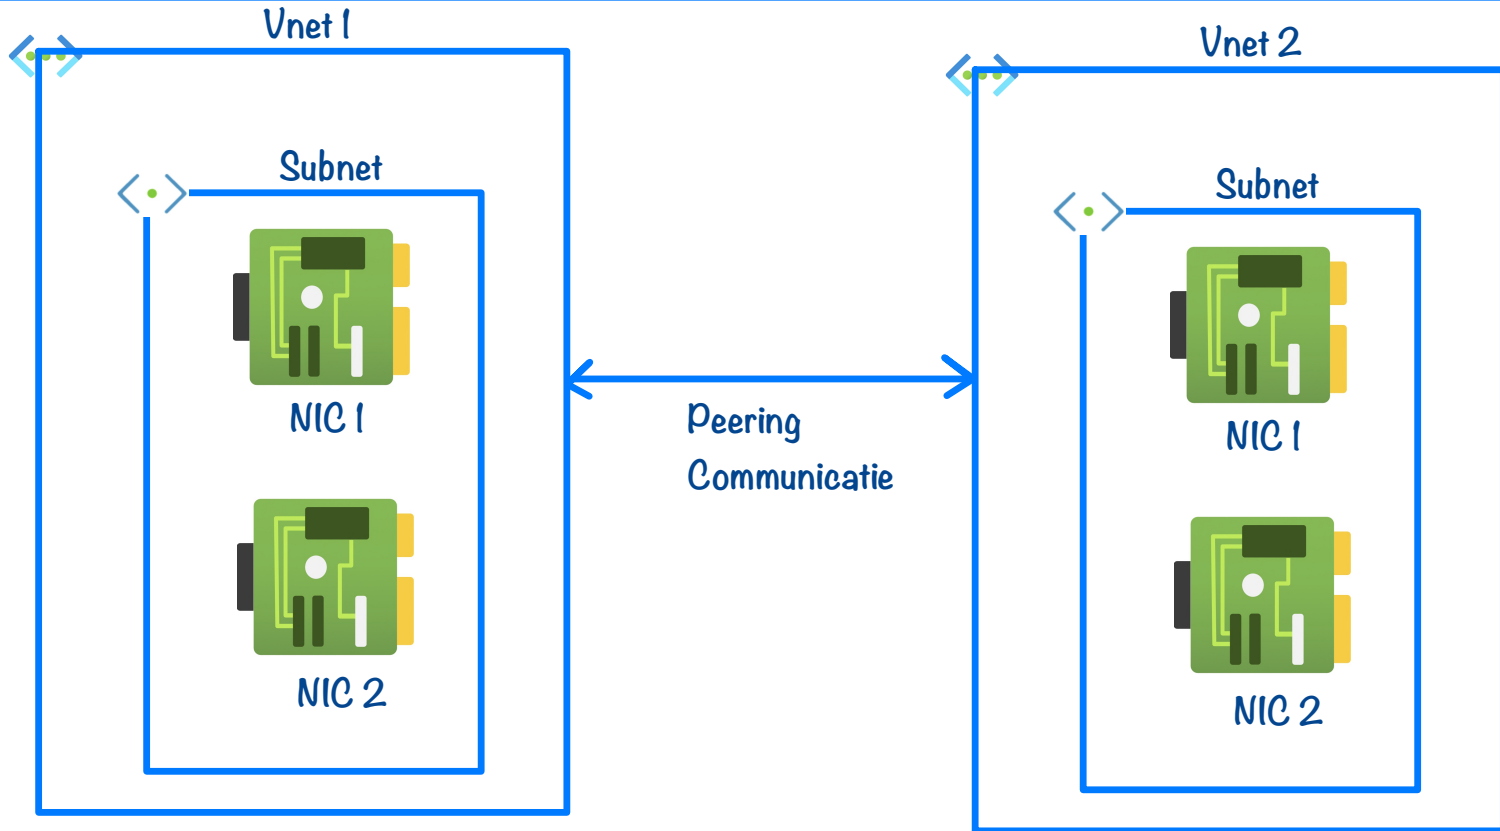 Vnet 1
Subnet
NIC 1
NIC 2
Peering
Communicatie
Vnet 2
Subnet
NIC 1
NIC 2